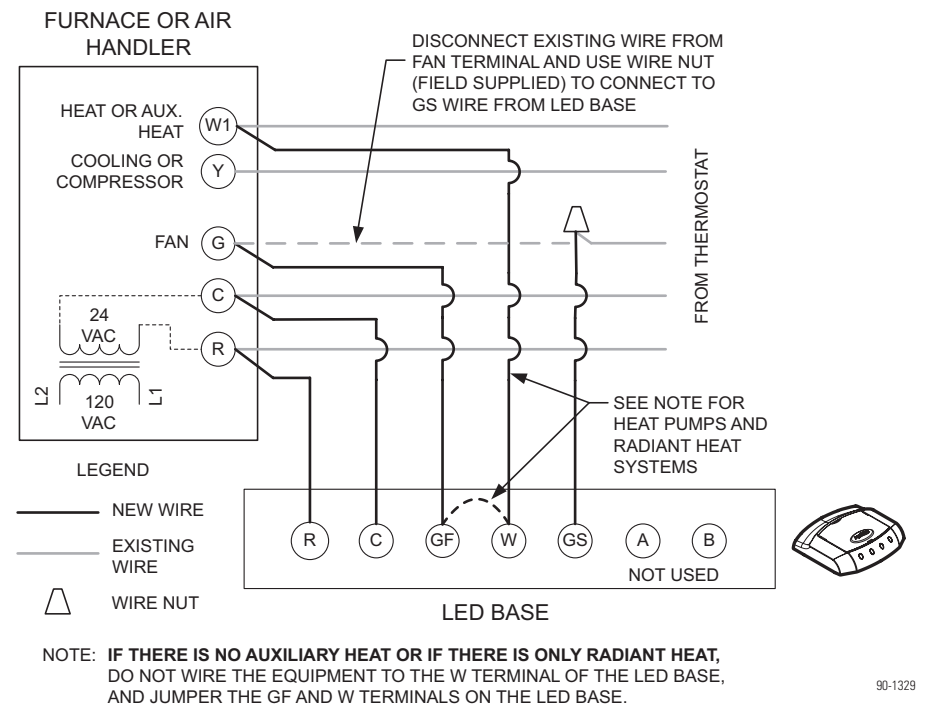 FURNACE OR AIR
HANDLER
DISCONNECT EXISTING WIRE FROM
FAN TERMINAL AND USE WIRE NUT
(FIELD SUPPLIED) TO CONNECT TO
GS WIRE FROM LED BASE
HEAT OR AUX.
HEAT
W1
COOLING OR
COMPRESSOR
Y
FAN
G
C
R
24
VAC
120
VAC
L2
L1
FROM THERMOSTAT
SEE NOTE FOR
HEAT PUMPS AND
RADIANT HEAT
SYSTEMS
LEGEND
NEW WIRE
EXISTING
WIRE
WIRE NUT
R
C
GF
W
GS
A
B
NOT USED
LED BASE
NOTE: IF THERE IS NO AUXILIARY HEAT OR IF THERE IS ONLY RADIANT HEAT,
DO NOT WIRE THE EQUIPMENT TO THE W TERMINAL OF THE LED BASE,
AND JUMPER THE GF AND W TERMINALS ON THE LED BASE.
90-1329